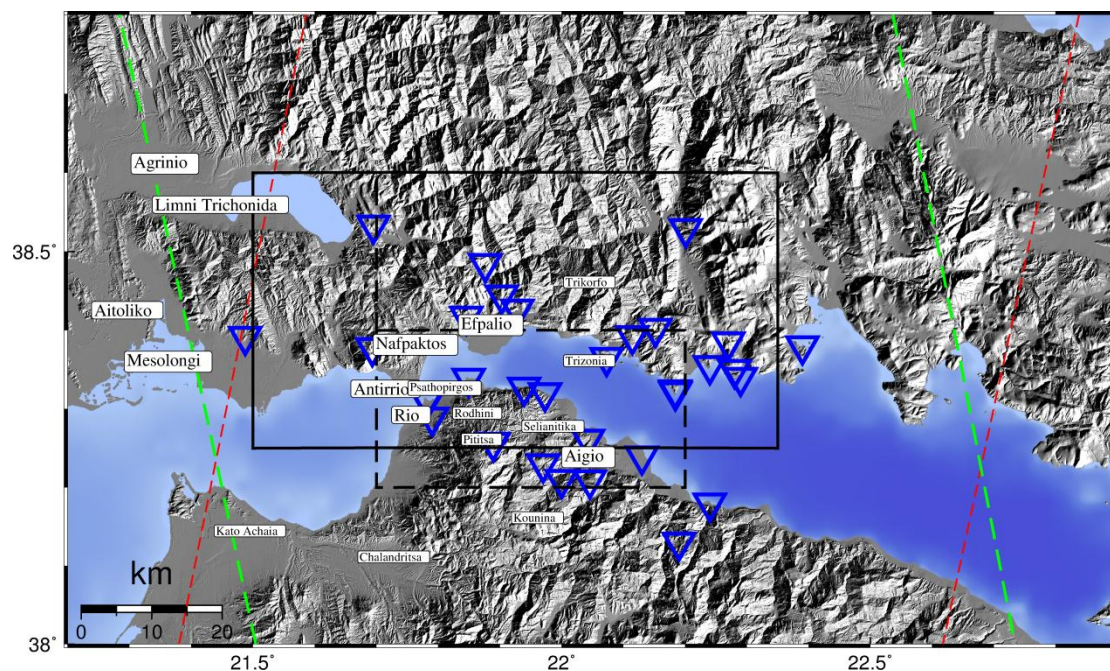 Agrinio
Limni Trichonida
38.5°
Trikorfo
Aitoliko
Efpalio
Nafpaktos
Mesolongi
Trizonia
Antirrio
Psathopirgos
Rio
Rodhini
Selianitika
Pititsa
Aigio
Kounina
Kato Achaia
Chalandritsa
km
0 10 20
38°
21.5° 22° 22.5°